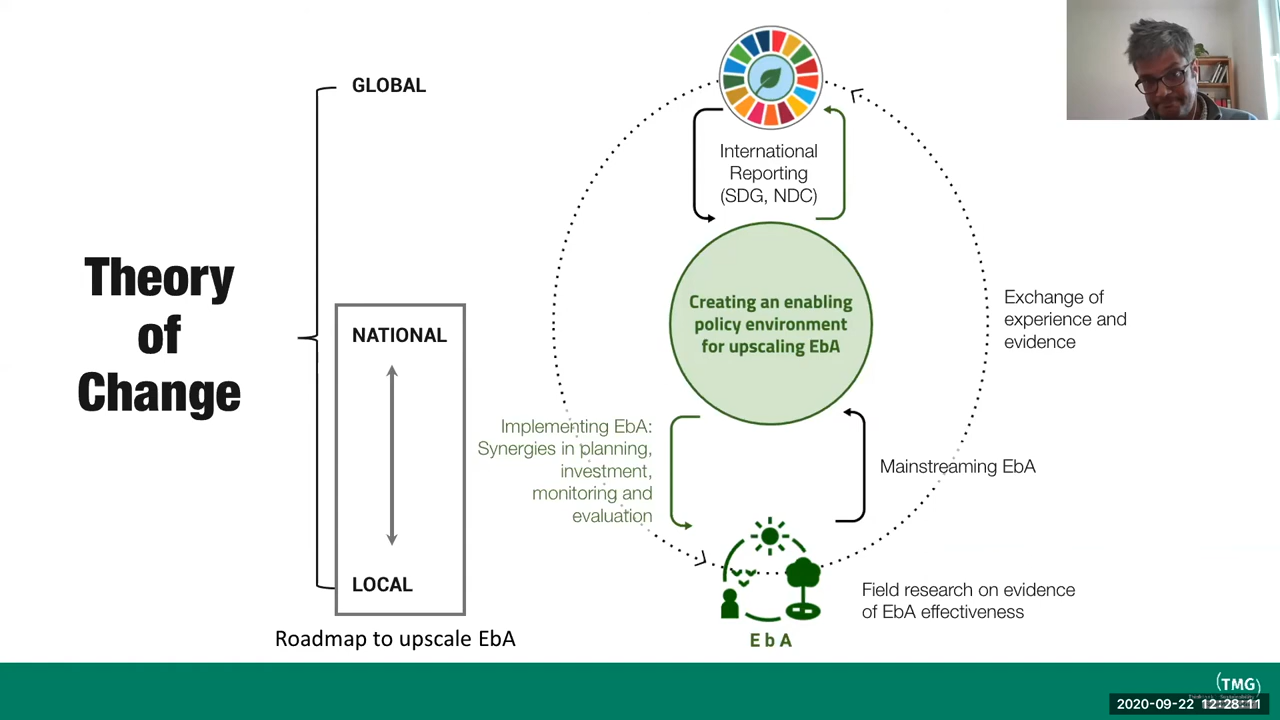 GLOBAL
International
Reporting
(SDG, NDC)
Theory
of
Change
NATIONAL
Creating an enabling
policy environment
for upscaling EbA
Exchange of
experience and
evidence
Implementing EbA:
Synergies in planning,
investment,
monitoring and
evaluation
Mainstreaming EbA
LOCAL
Field research on evidence
of EbA effectiveness
Roadmap to upscale EbA
EbA
(TMG)
2020-09-22 12:28:11